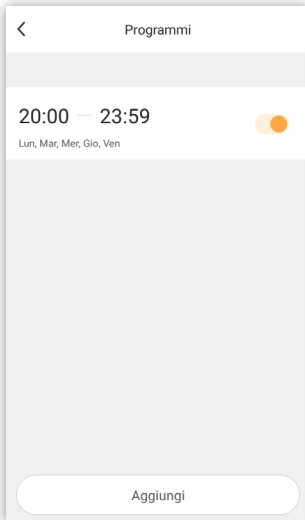 Programmi
20:00 — 23:59
Lun, Mar, Mer, Gio, Ven
Aggiungi